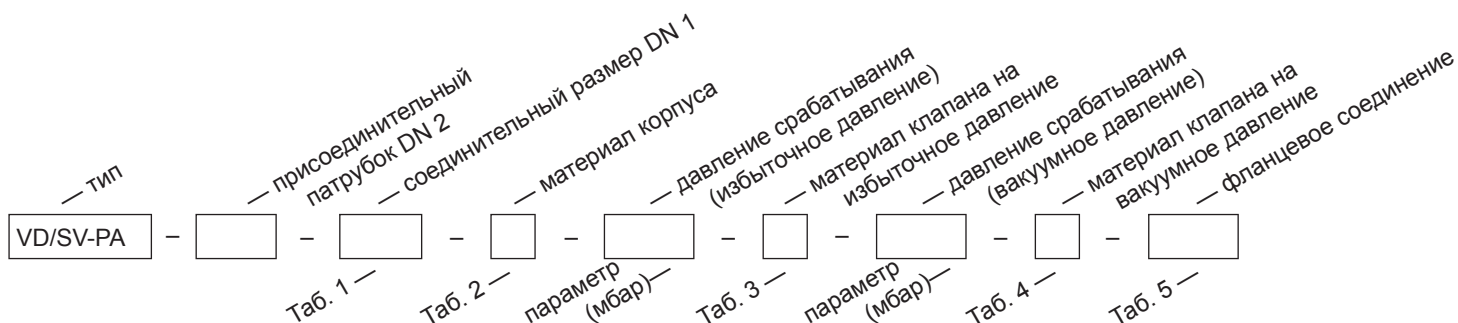 — тип
— присоединительный
патрубок DN 2
— соединительный размер DN 1
— материал корпуса
— давление срабатывания
(избыточное давление)
— материал клапана на
избыточное давление
— давление срабатывания
(вакуумное давление)
— материал клапана на
вакуумное давление
— фланцевое соединение
VD/SV-PA – – – – – – – –
Таб. 1 —
Таб. 2 —
параметр
(мбар)—
Таб. 3 —
параметр
(мбар)—
Таб. 4 —
Таб. 5 —